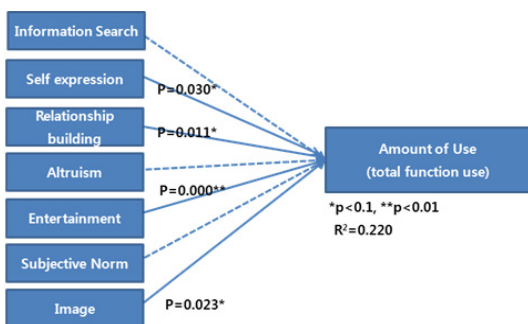 Information Search
Self expression
P=0.030*
Relationship
building
P=0.011*
Altruism
P=0.000**
Entertainment
Subjective Norm
Image
P=0.023*
Amount of Use
(total function use)
*p<0.1, **p<0.01
R²=0.220